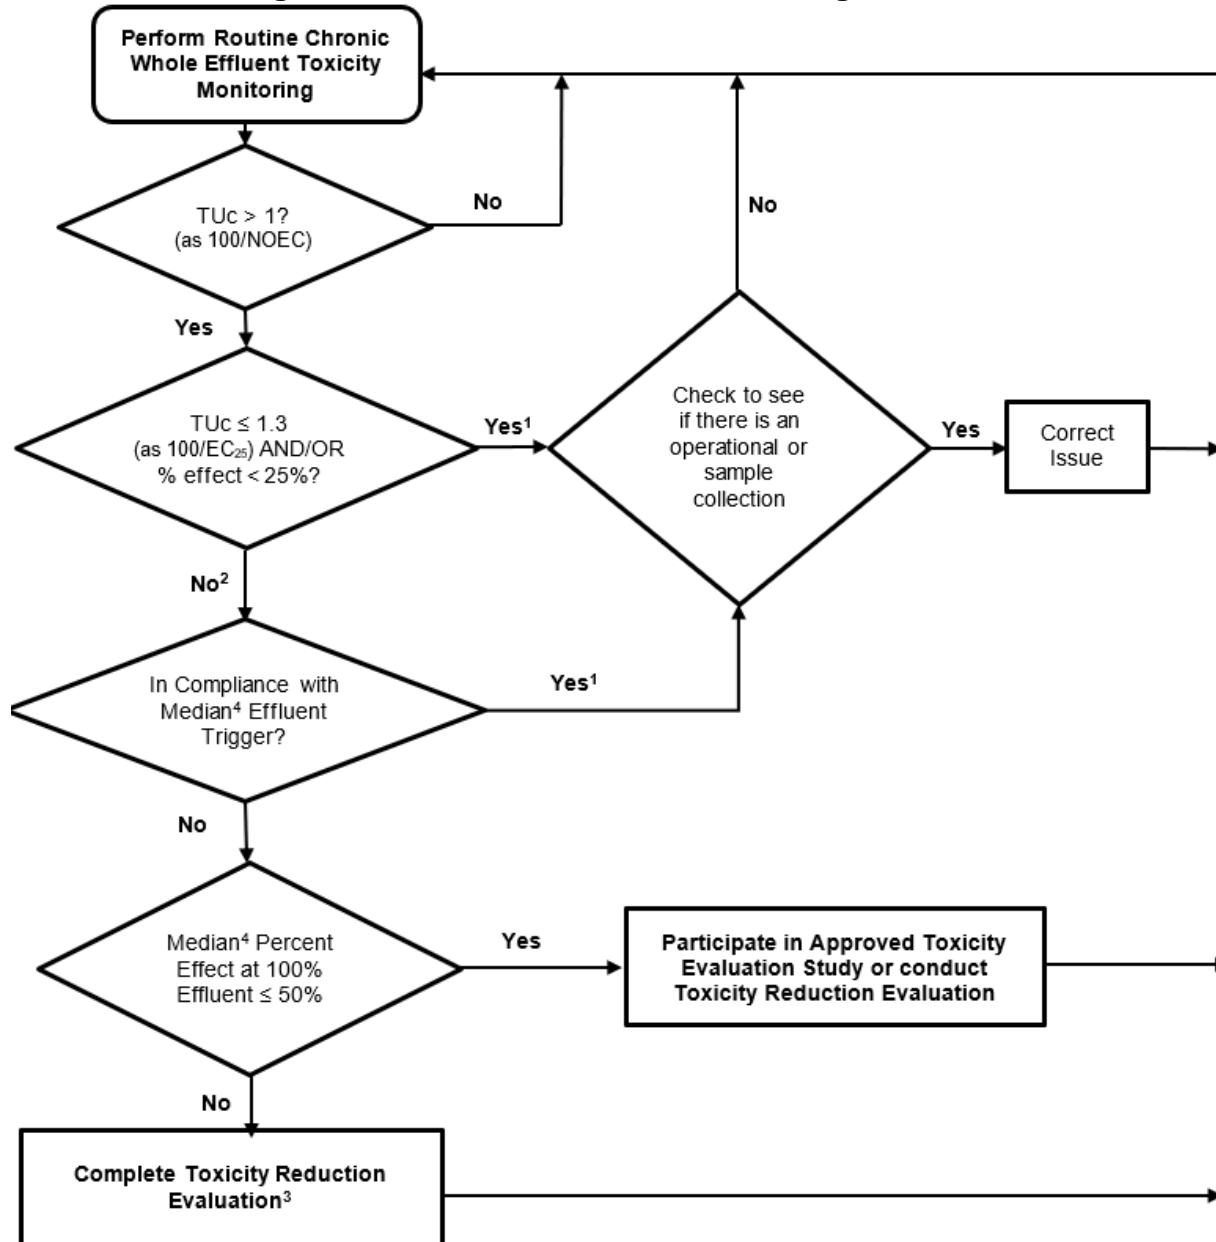 Perform Routine Chronic
Whole Effluent Toxicity
Monitoring
TUc > 1?
(as 100/NOEC)
No
Yes
TUc ≤ 1.3
(as 100/EC₂₅) AND/OR
% effect < 25%?
Yes¹
Check to see
if there is an
operational or
sample
collection
No
Yes
Correct
Issue
No²
In Compliance with
Median⁴ Effluent
Trigger?
Yes¹
No
Median⁴ Percent
Effect at 100%
Effluent ≤ 50%
Yes
Participate in Approved Toxicity
Evaluation Study or conduct
Toxicity Reduction Evaluation
No
Complete Toxicity Reduction
Evaluation³